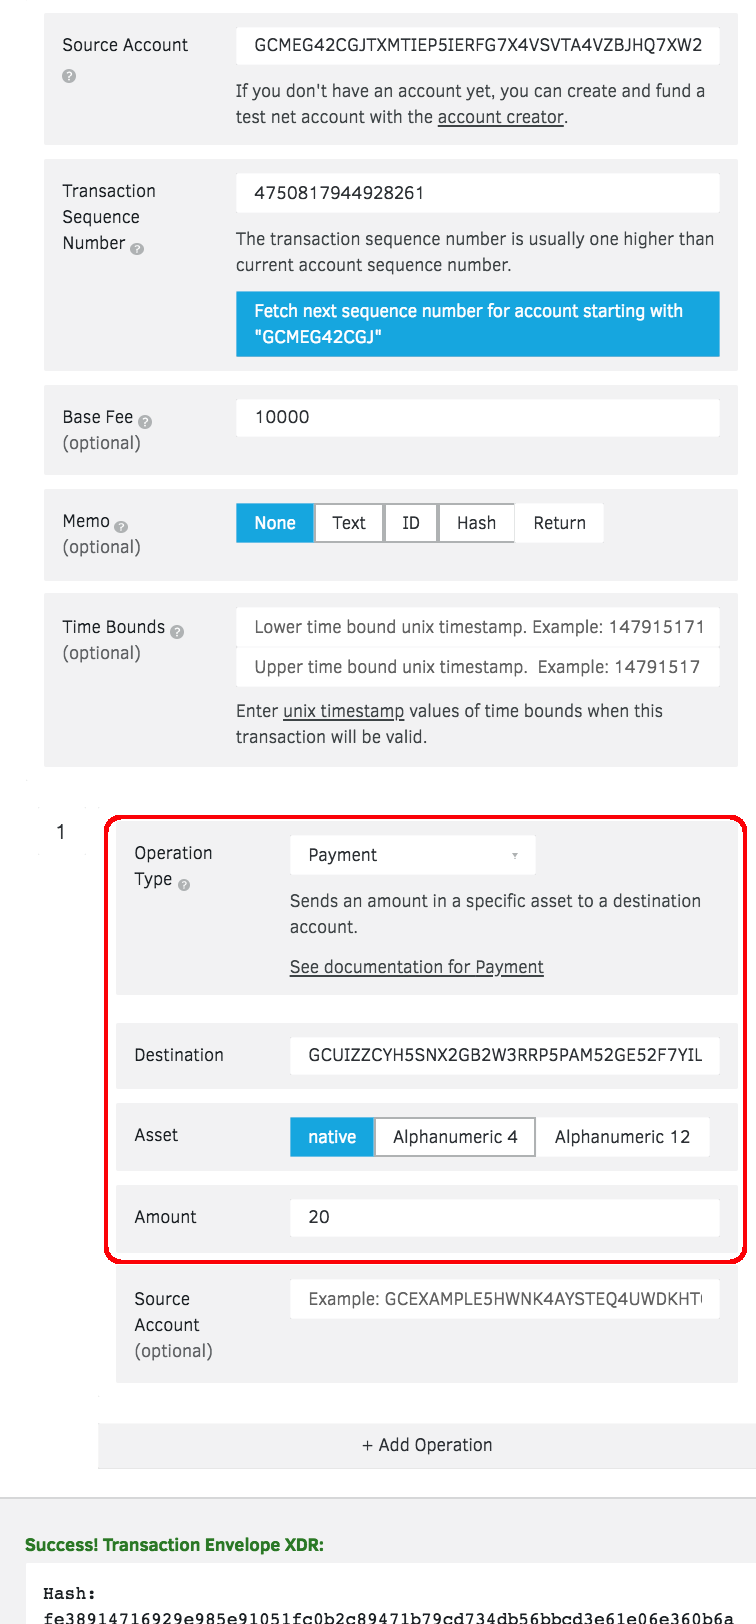 Source Account
GCMEG42CGJTXMTIEP5IERFG7X4VSVTA4VZBJHQ7XW2
If you don't have an account yet, you can create and fund a
test net account with the account creator.
Transaction
Sequence
Number
4750817944928261
The transaction sequence number is usually one higher than
current account sequence number.
Fetch next sequence number for account starting with
"GCMEG42CGJ"
Base Fee
(optional)
10000
Memo
(optional)
None Text ID Hash Return
Time Bounds
(optional)
Lower time bound unix timestamp. Example: 147915171
Upper time bound unix timestamp. Example: 14791517
Enter unix timestamp values of time bounds when this
transaction will be valid.
1
Operation
Type
Payment
Sends an amount in a specific asset to a destination
account.
See documentation for Payment
Destination
GCUIZZCYH5SNX2GB2W3RRP5PAM52GE52F7YIL
Asset
native Alphanumeric 4 Alphanumeric 12
Amount
20
Source
Account
(optional)
Example: GCEXAMPLE5HWNK4AYSTEQ4UWDKHT
+ Add Operation
Success! Transaction Envelope XDR:
Hash:
fe38914716929e985e91051fc0b2c89471b79cd734db56bbcd3e61e06e360b6a